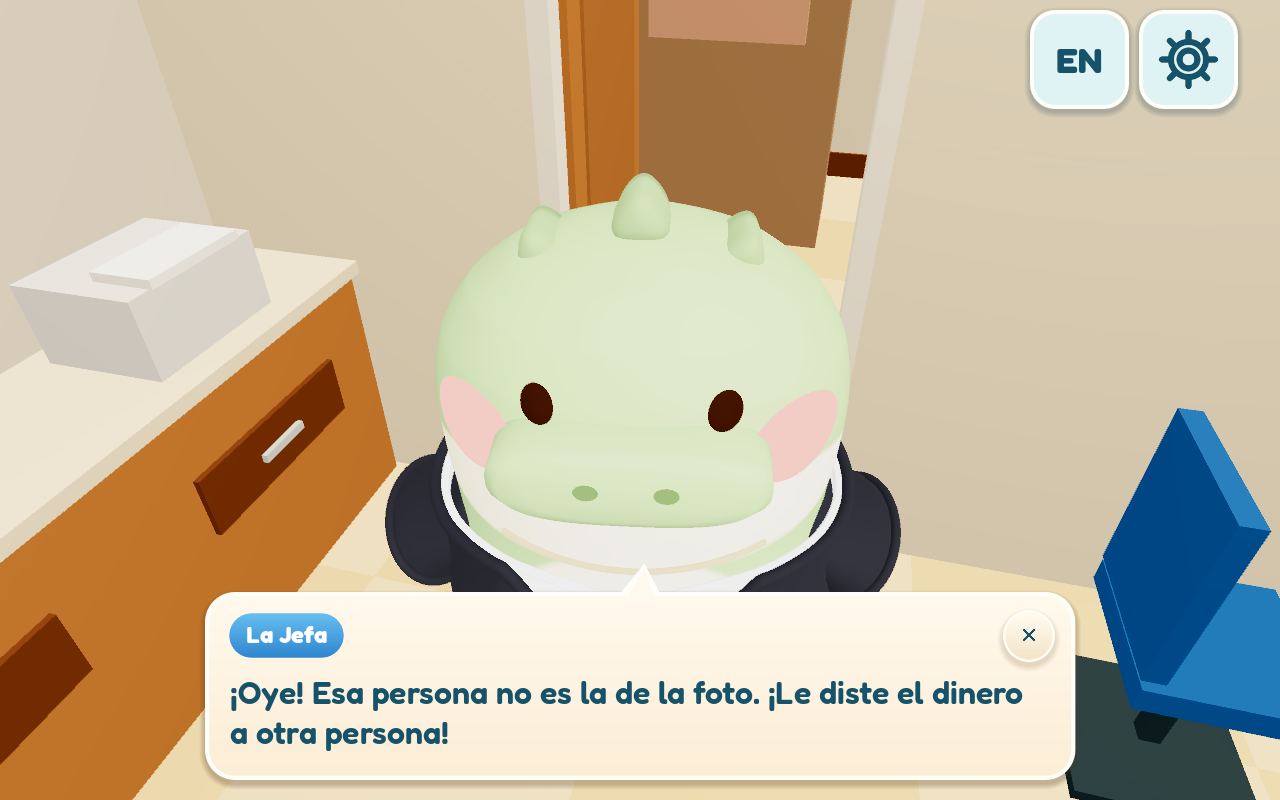 EN
La Jefa
¡Oye! Esa persona no es la de la foto. ¡Le diste el dinero
a otra persona!